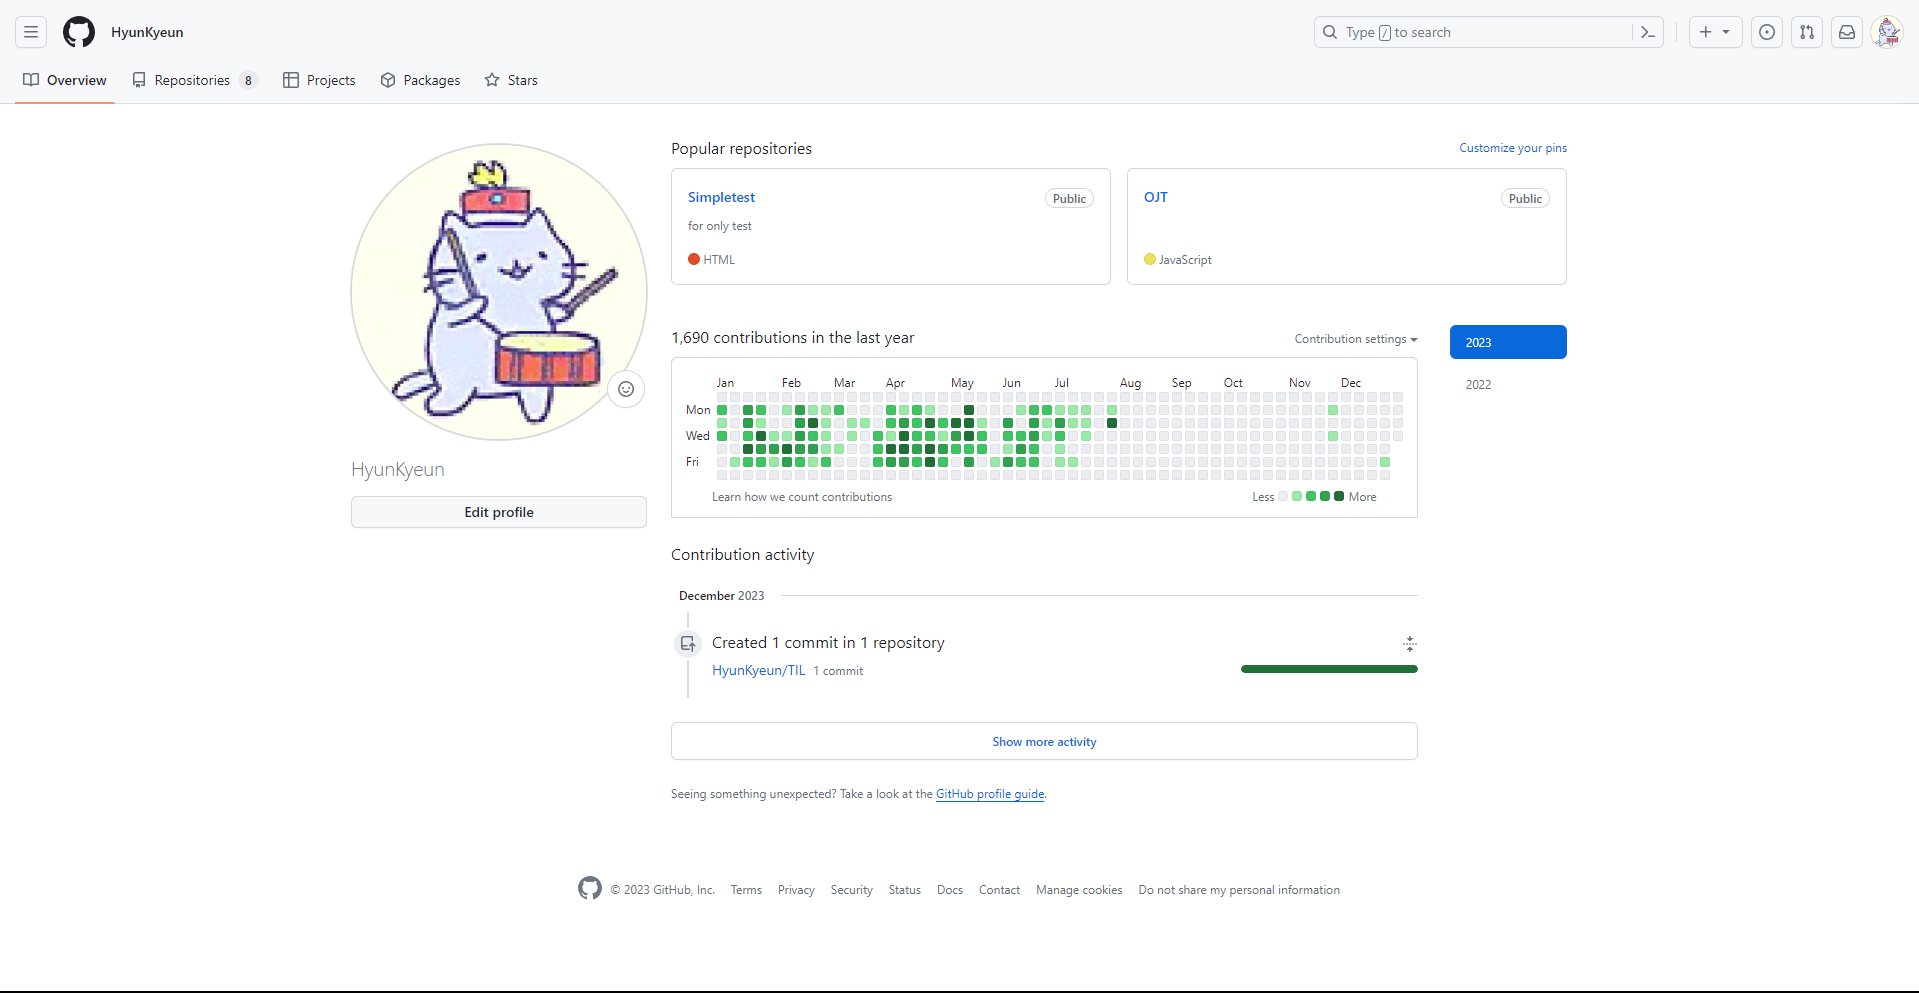 HyunKyeun
Type / to search
Overview Repositories 8 Projects Packages Stars
Popular repositories Customize your pins
Simpletest Public
for only test
HTML
OJT Public
JavaScript
1,690 contributions in the last year Contribution settings
2023
2022
Jan Feb Mar Apr May Jun Jul Aug Sep Oct Nov Dec
Mon
Wed
Fri
Learn how we count contributions Less More
HyunKyeun
Edit profile
Contribution activity
December 2023
Created 1 commit in 1 repository
HyunKyeun/TIL 1 commit
Show more activity
Seeing something unexpected? Take a look at the GitHub profile guide.
© 2023 GitHub, Inc. Terms Privacy Security Status Docs Contact Manage cookies Do not share my personal information